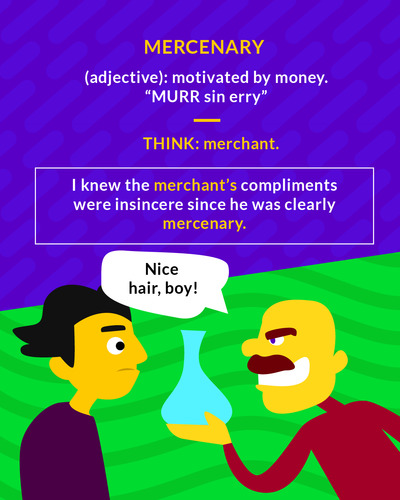 MERCENARY
(adjective): motivated by money.
“MURR sin erry”
THINK: merchant.
I knew the merchant’s compliments
were insincere since he was clearly
mercenary.
Nice
hair, boy!